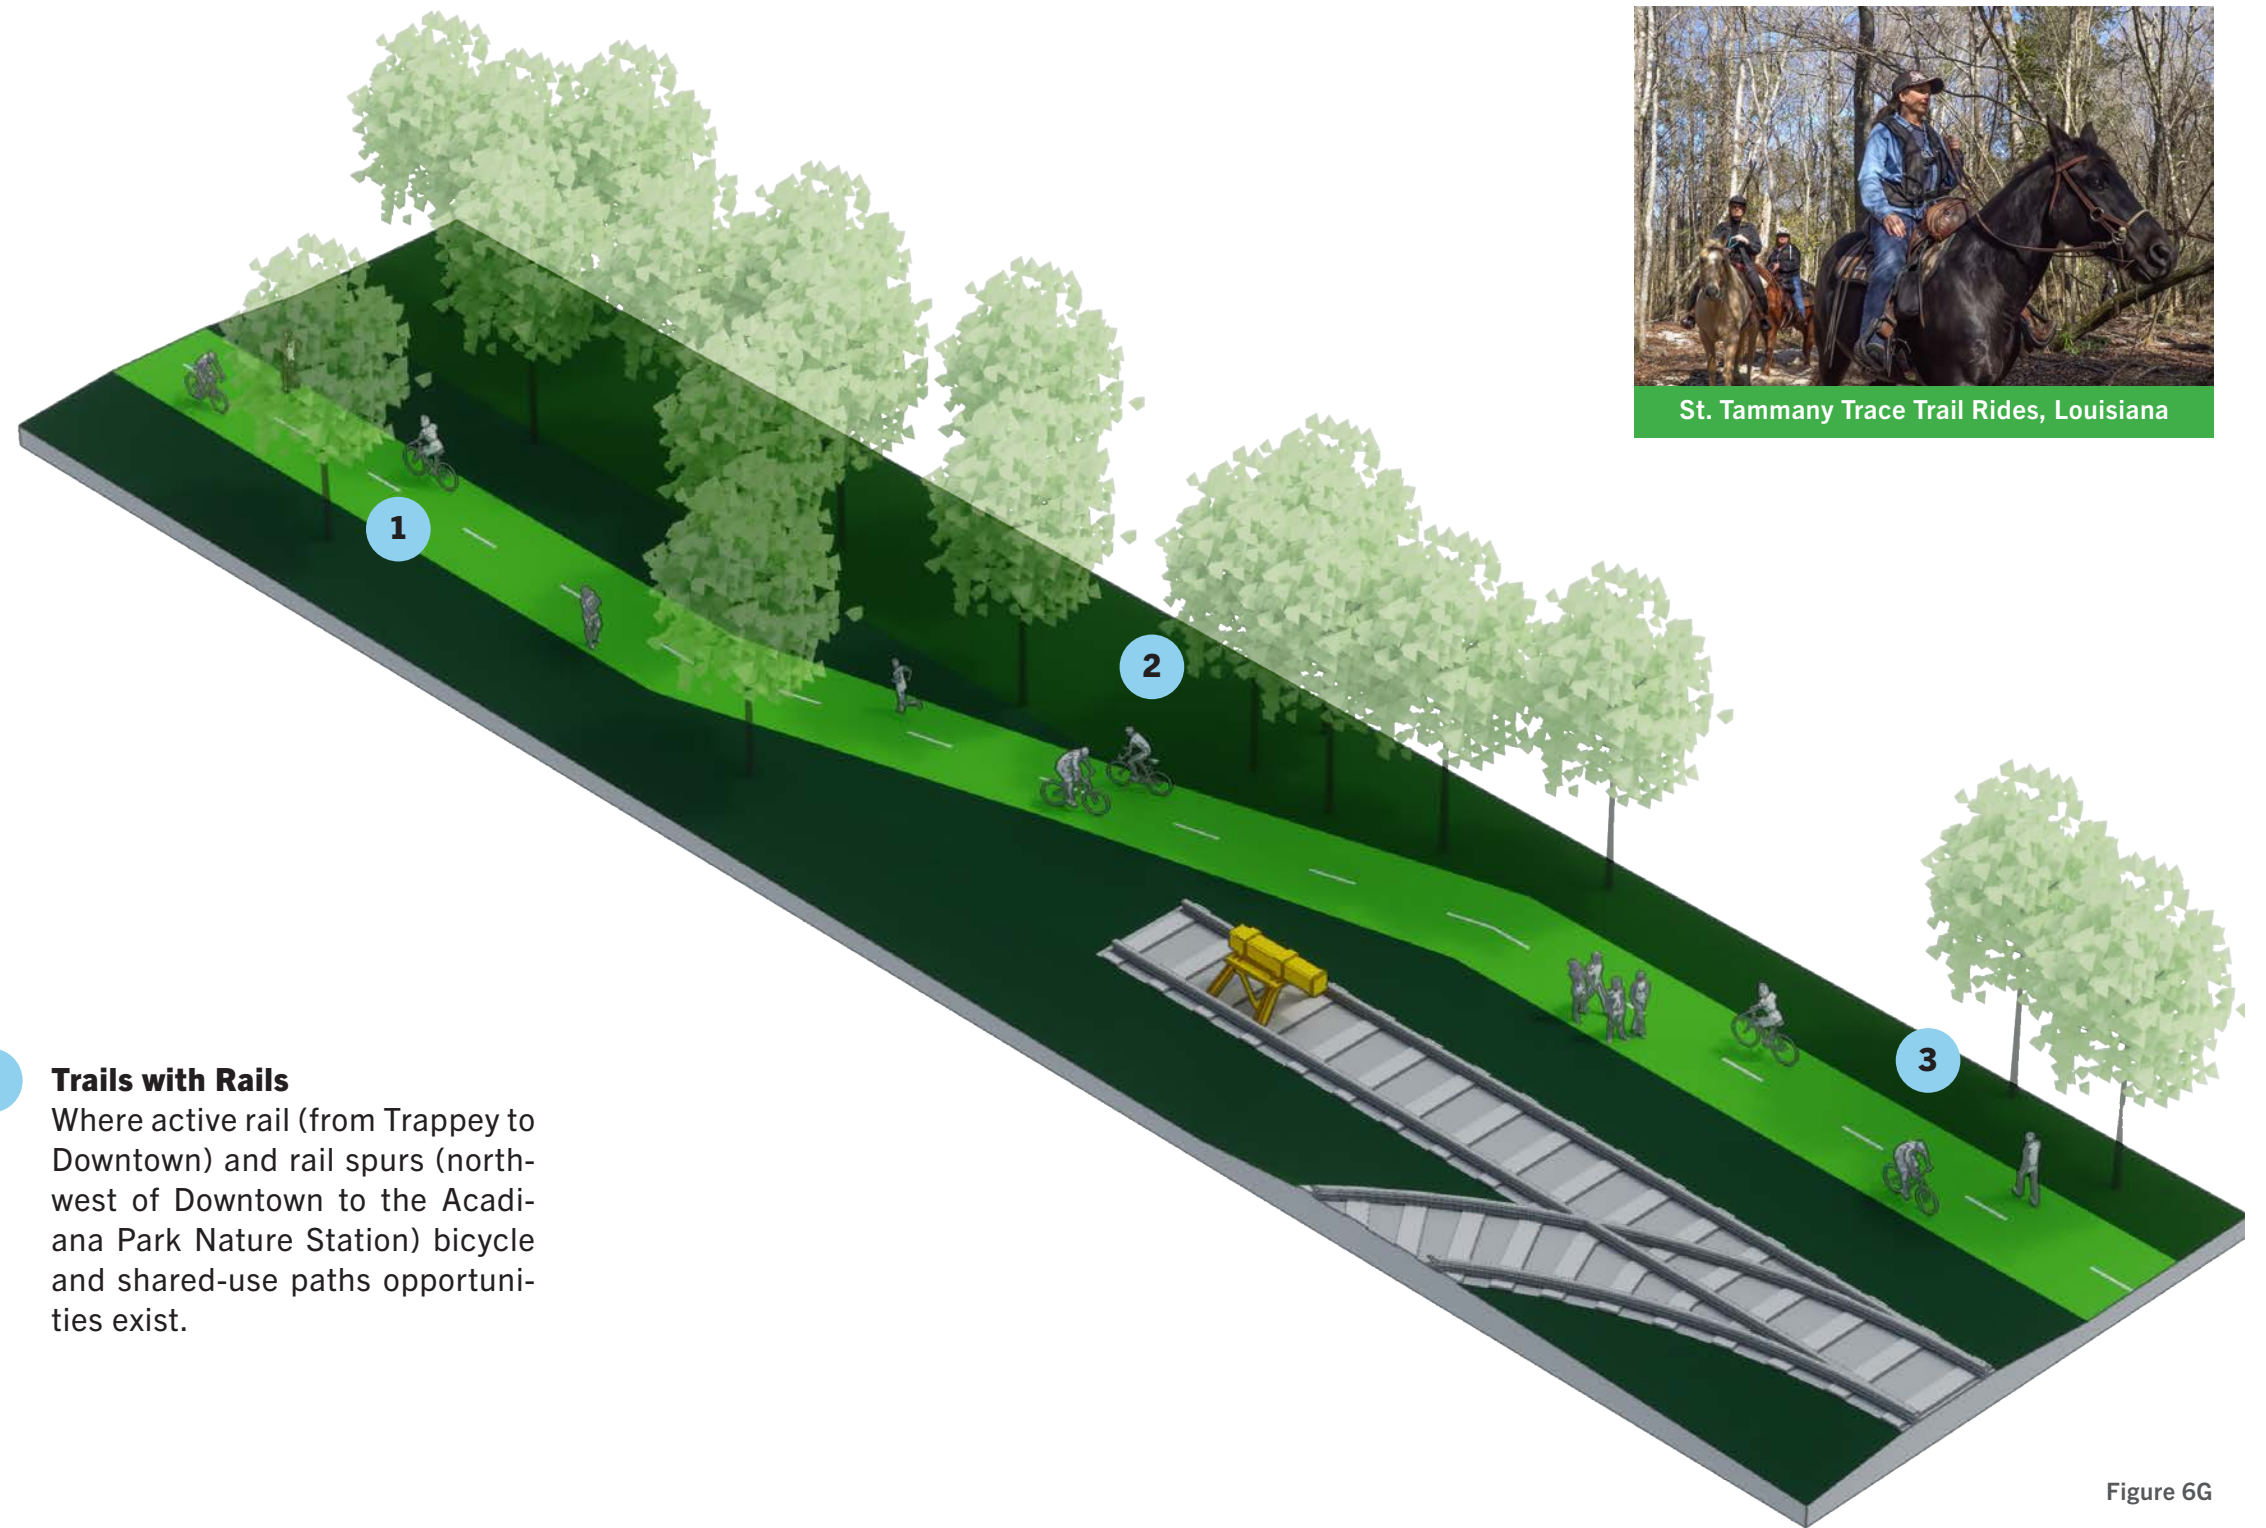 St. Tammany Trace Trail Rides, Louisiana
1
2
3
Trails with Rails
Where active rail (from Trappey to
Downtown) and rail spurs (north-
west of Downtown to the Acadi-
ana Park Nature Station) bicycle
and shared-use paths opportuni-
ties exist.
Figure 6G